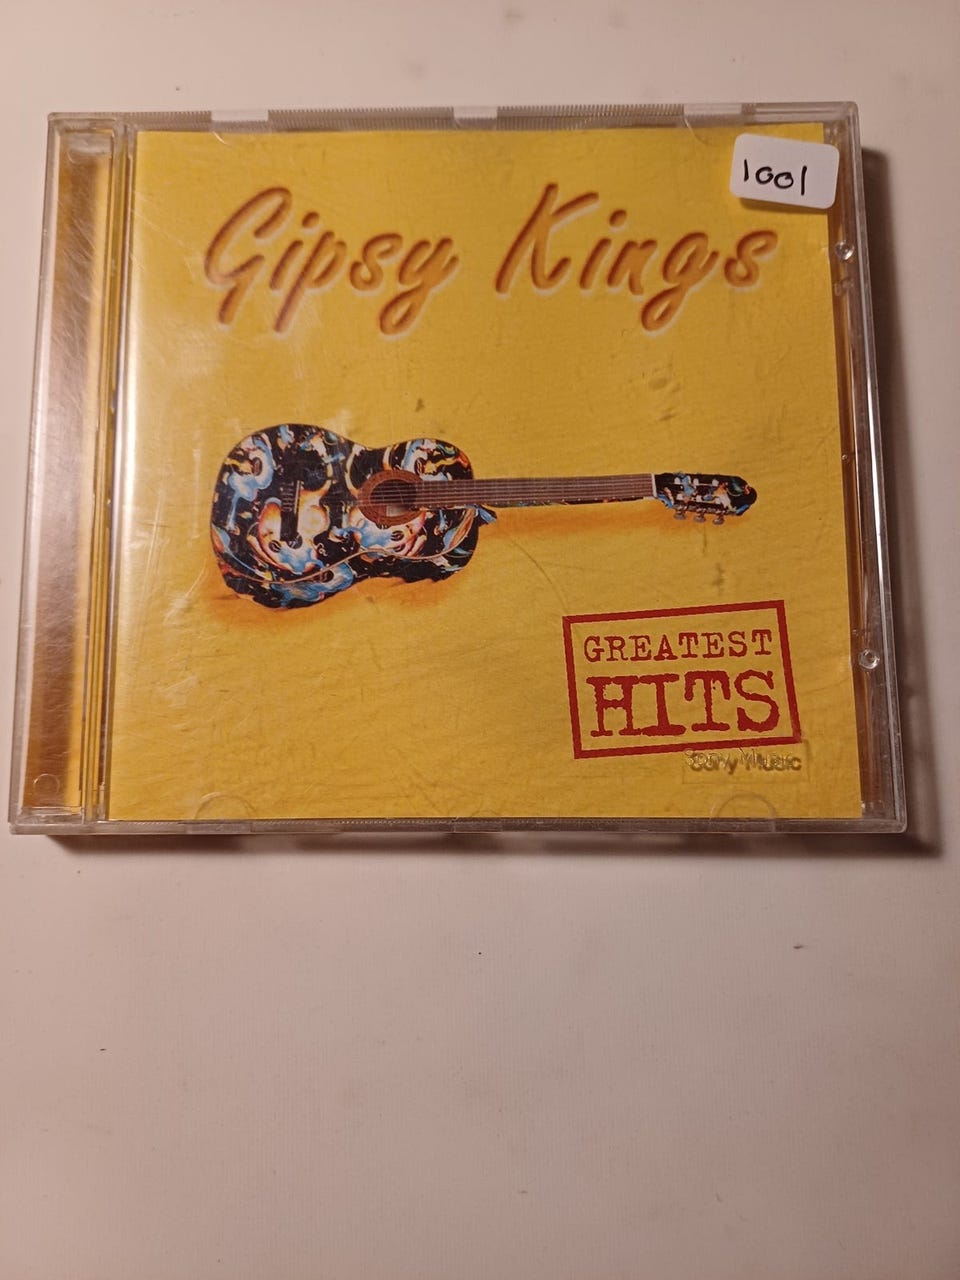 1001
Gipsy Kings
GREATEST
HITS
Sony Music